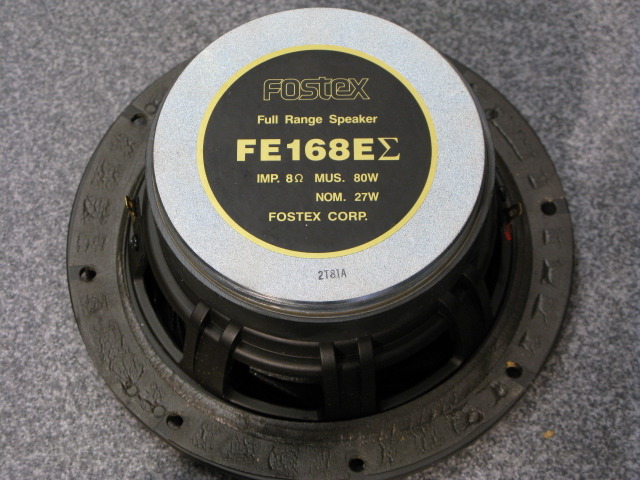 FOSTEX
Full Range Speaker
FE168EΣ
IMP. 8Ω MUS. 80W
NOM. 27W
FOSTEX CORP.
2T81A